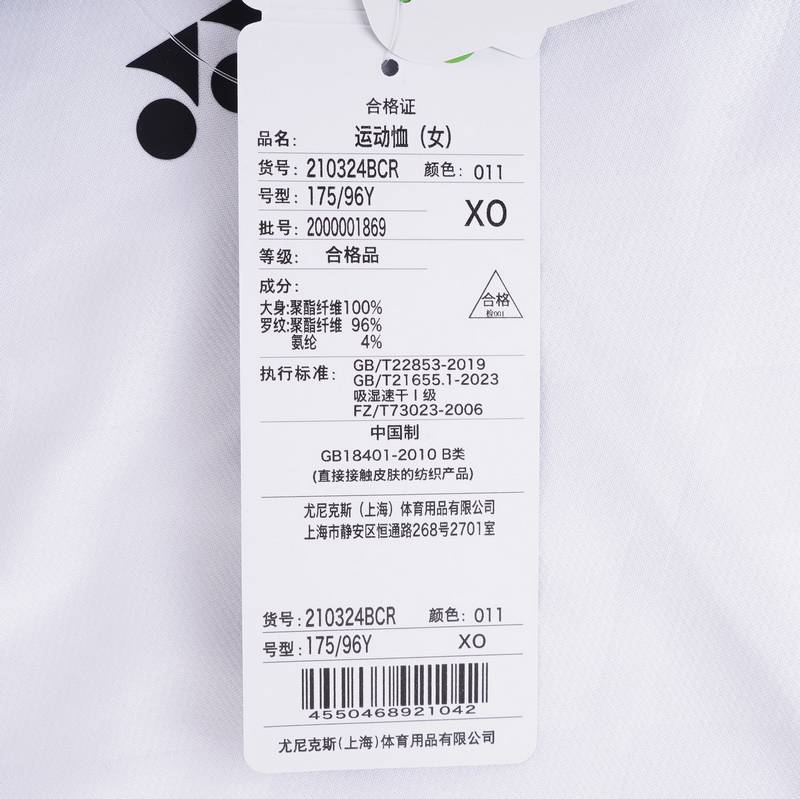 合格证
品名: 运动恤（女）
货号: 210324BCR 颜色: 011
号型: 175/96Y
XO
批号: 2000001869
等级: 合格品
成分:
大身:聚酯纤维100%
罗纹:聚酯纤维 96%
氨纶 4%
合格
检001
执行标准: GB/T22853-2019
GB/T21655.1-2023
吸湿速干Ⅰ级
FZ/T73023-2006
中国制
GB18401-2010 B类
(直接接触皮肤的纺织产品)
尤尼克斯（上海）体育用品有限公司
上海市静安区恒通路268号2701室
货号: 210324BCR 颜色: 011
号型: 175/96Y XO
4550468921042
尤尼克斯(上海)体育用品有限公司